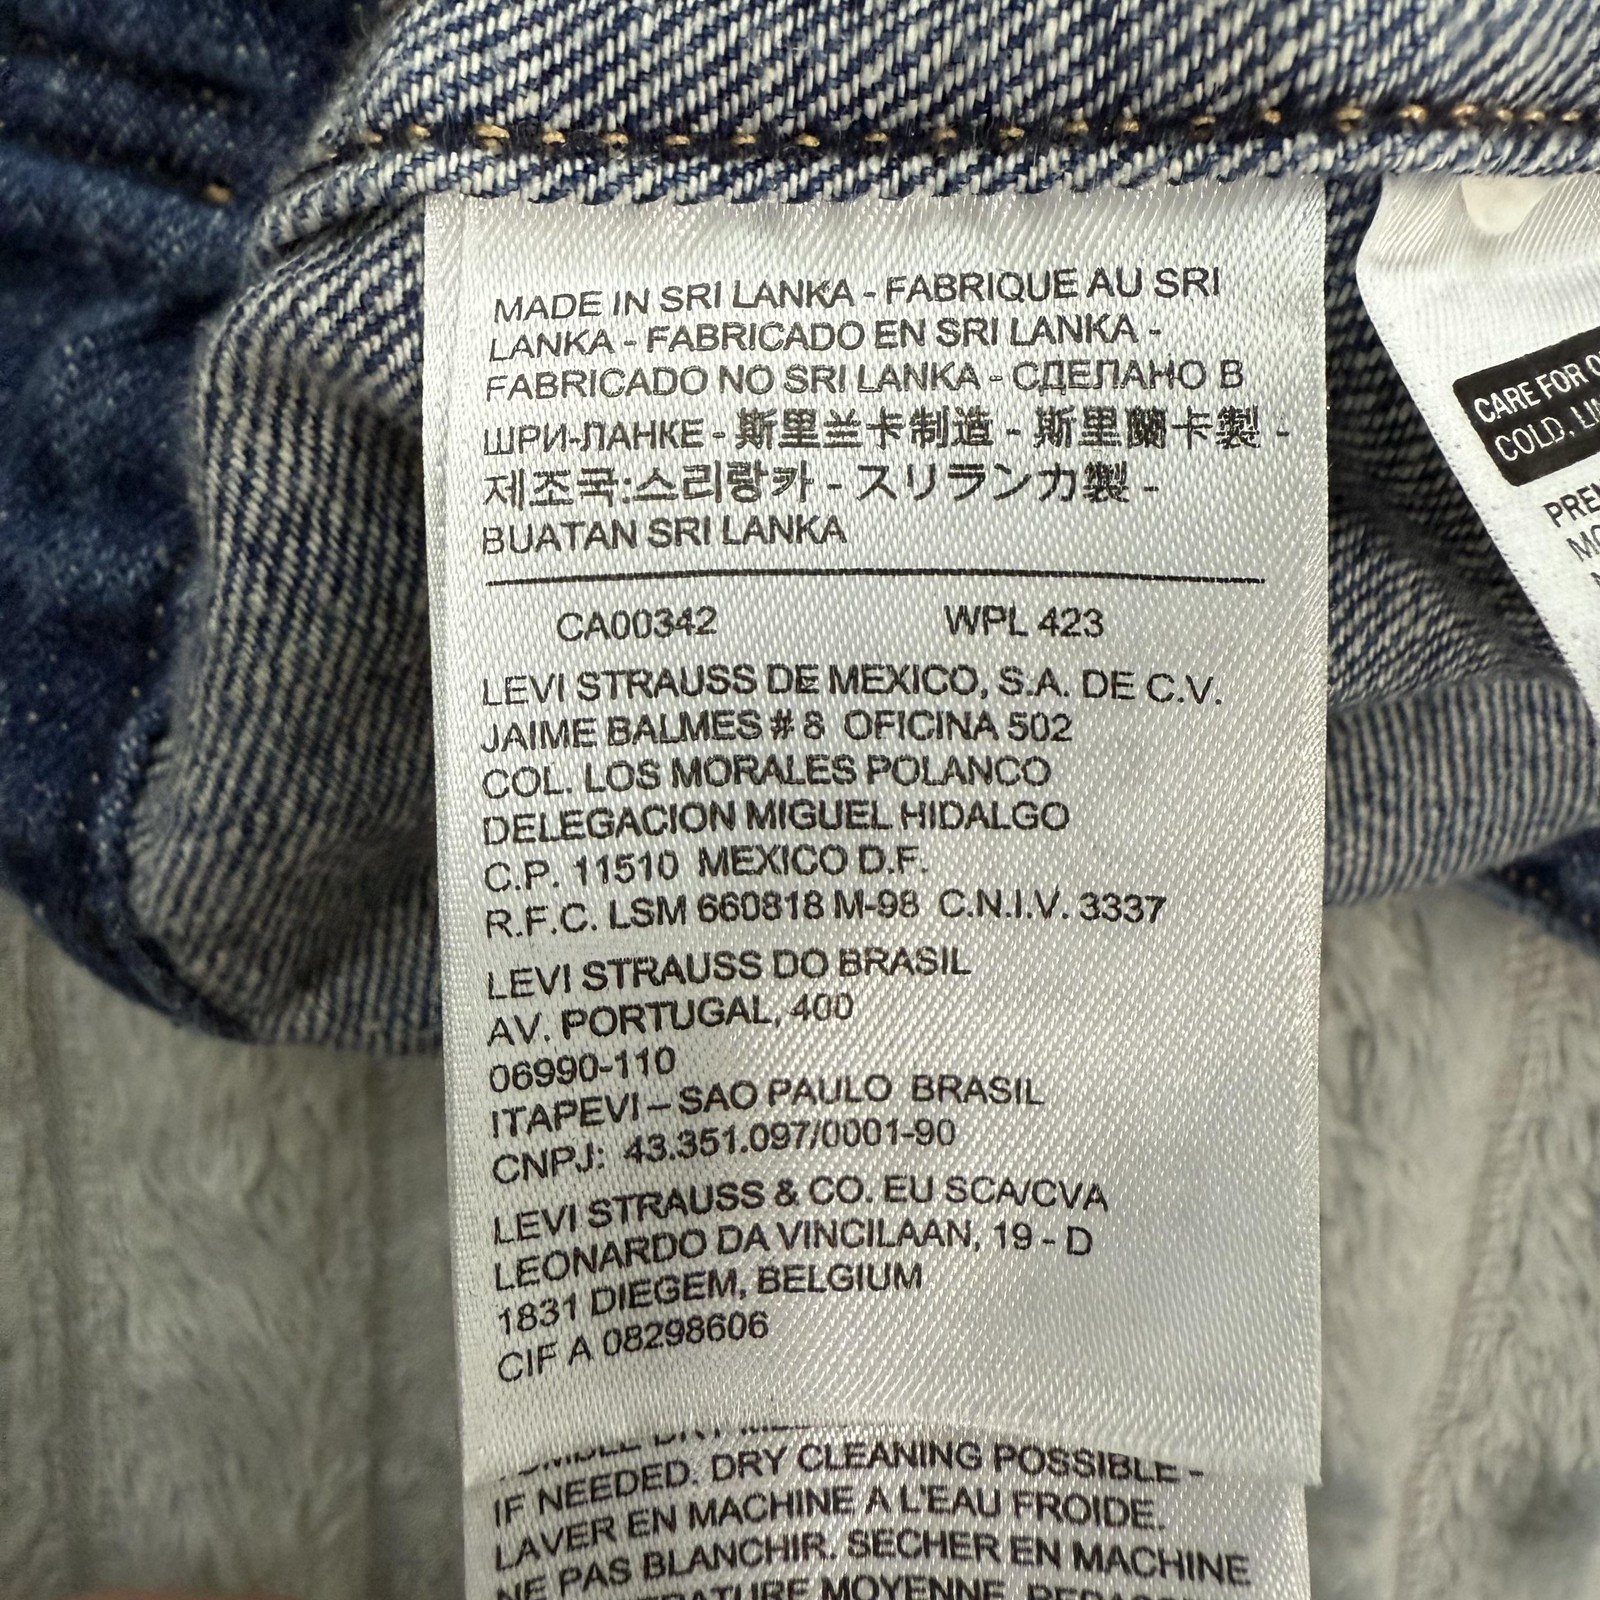 MADE IN SRI LANKA - FABRIQUE AU SRI
LANKA - FABRICADO EN SRI LANKA -
FABRICADO NO SRI LANKA - СДЕЛАНО В
ШРИ-ЛАНКЕ - 斯里兰卡制造 - 斯里蘭卡製 -
제조국:스리랑카 - スリランカ製 -
BUATAN SRI LANKA
CA00342 WPL 423
LEVI STRAUSS DE MEXICO, S.A. DE C.V.
JAIME BALMES # 8 OFICINA 502
COL. LOS MORALES POLANCO
DELEGACION MIGUEL HIDALGO
C.P. 11510 MEXICO D.F.
R.F.C. LSM 660818 M-98 C.N.I.V. 3337
LEVI STRAUSS DO BRASIL
AV. PORTUGAL, 400
06990-110
ITAPEVI – SAO PAULO BRASIL
CNPJ: 43.351.097/0001-90
LEVI STRAUSS & CO. EU SCA/CVA
LEONARDO DA VINCILAAN, 19 - D
1831 DIEGEM, BELGIUM
CIF A 08298606
IF NEEDED. DRY CLEANING POSSIBLE -
LAVER EN MACHINE A L'EAU FROIDE.
NE PAS BLANCHIR. SECHER EN MACHINE
MOYENNE.
CARE FOR
COLD,